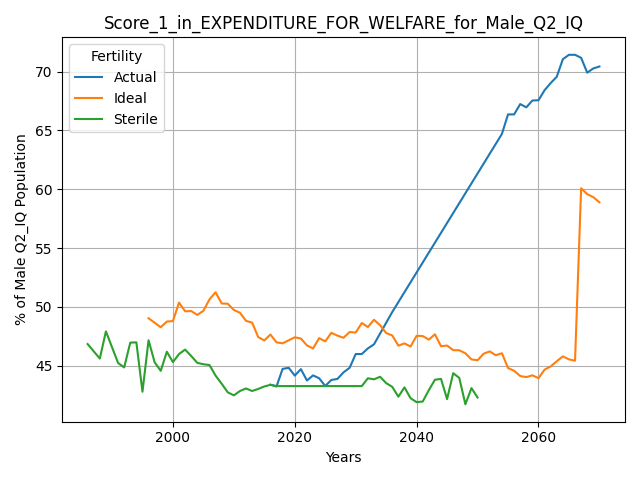 Score_1_in_EXPENDITURE_FOR_WELFARE_for_Male_Q2_IQ
Fertility
Actual
Ideal
Sterile
% of Male Q2_IQ Population
70
65
60
55
50
45
2000
2020
2040
2060
Years